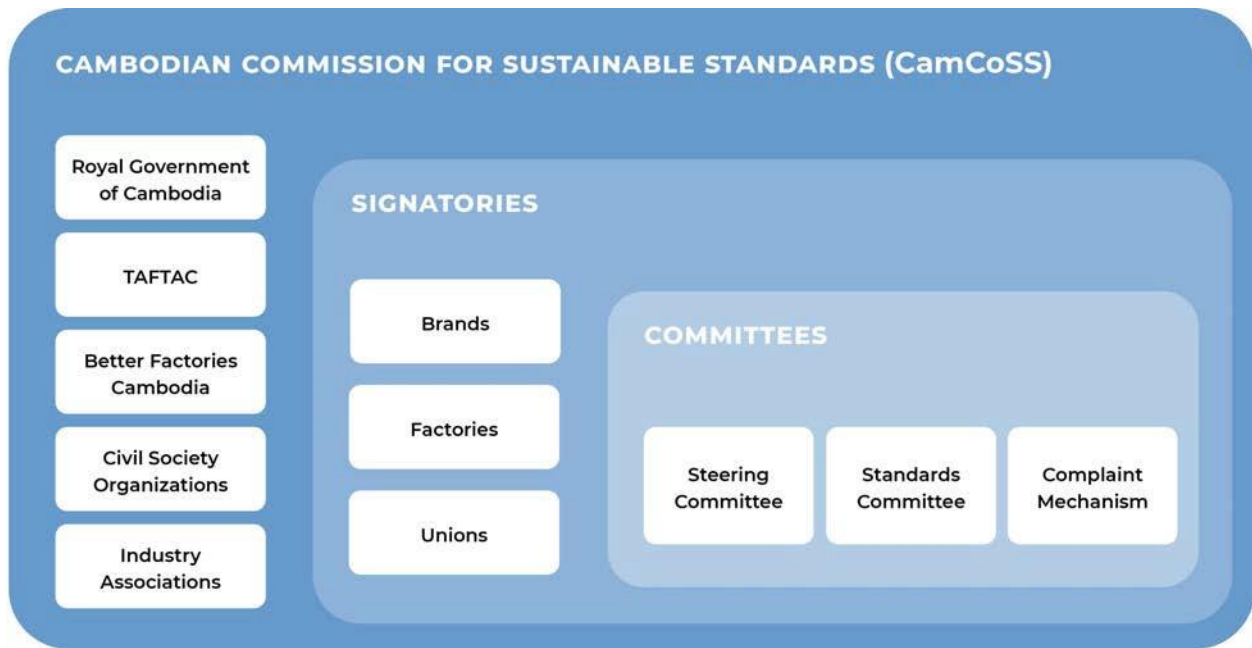 CAMBODIAN COMMISSION FOR SUSTAINABLE STANDARDS (CamCoSS)
Royal Government
of Cambodia
TAFTAC
Better Factories
Cambodia
Civil Society
Organizations
Industry
Associations
SIGNATORIES
Brands
Factories
Unions
COMMITTEES
Steering
Committee
Standards
Committee
Complaint
Mechanism